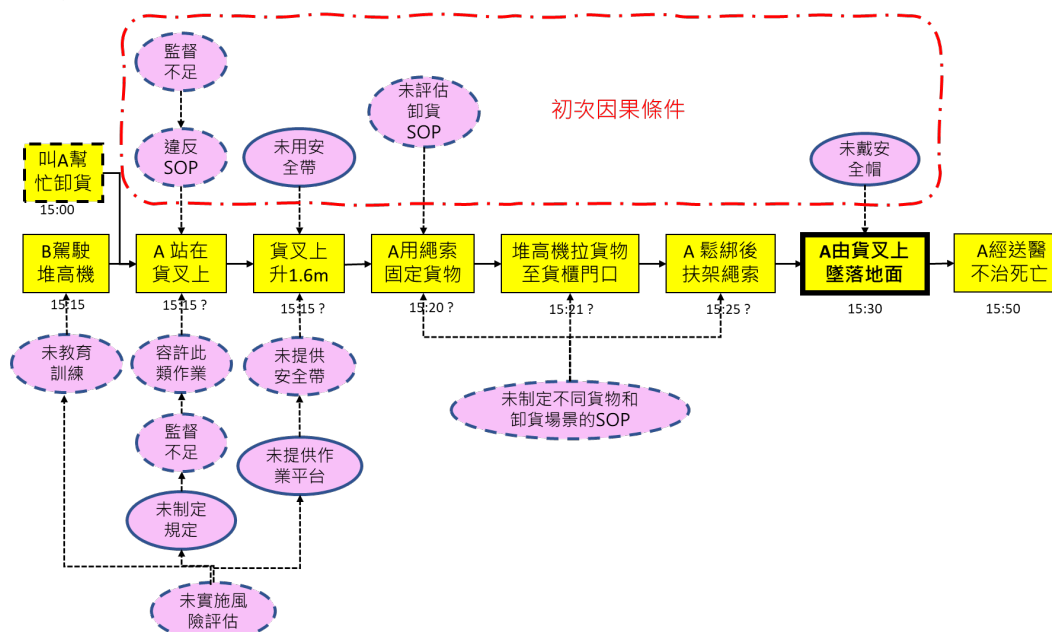 監督
不足
違反
SOP
未用安
全帶
未評估
卸貨
SOP
初次因果條件
未戴安
全帽
叫A幫
忙卸貨
15:00
B駕駛
堆高機
15:15
A 站在
貨叉上
15:15 ?
貨叉上
升1.6m
15:15 ?
A用繩索
固定貨物
15:20 ?
堆高機拉貨物
至貨櫃門口
15:21 ?
A 鬆綁後
扶架繩索
15:25 ?
A由貨叉上
墜落地面
15:30
A經送醫
不治死亡
15:50
未教育
訓練
容許此
類作業
未提供
安全帶
監督
不足
未提供作
業平台
未制定不同貨物和
卸貨場景的SOP
未制定
規定
未實施風
險評估